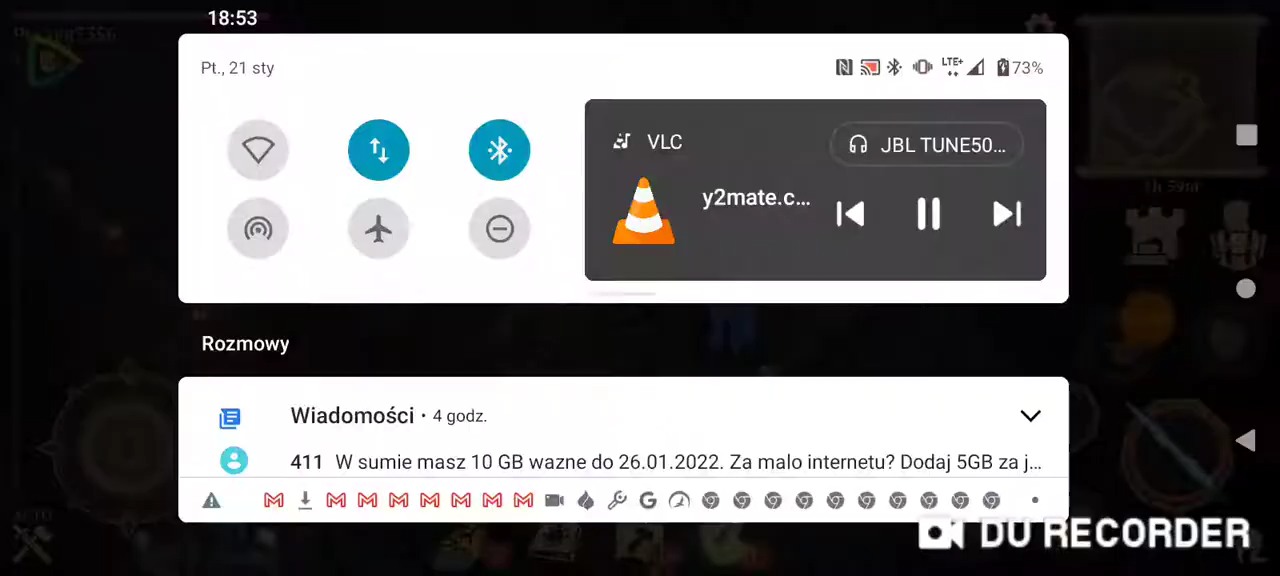 18:53
Pt., 21 sty
LTE+
73%
VLC
JBL TUNE50...
y2mate.c...
Rozmowy
Wiadomości · 4 godz.
411 W sumie masz 10 GB wazne do 26.01.2022. Za malo internetu? Dodaj 5GB za j...
DU RECORDER